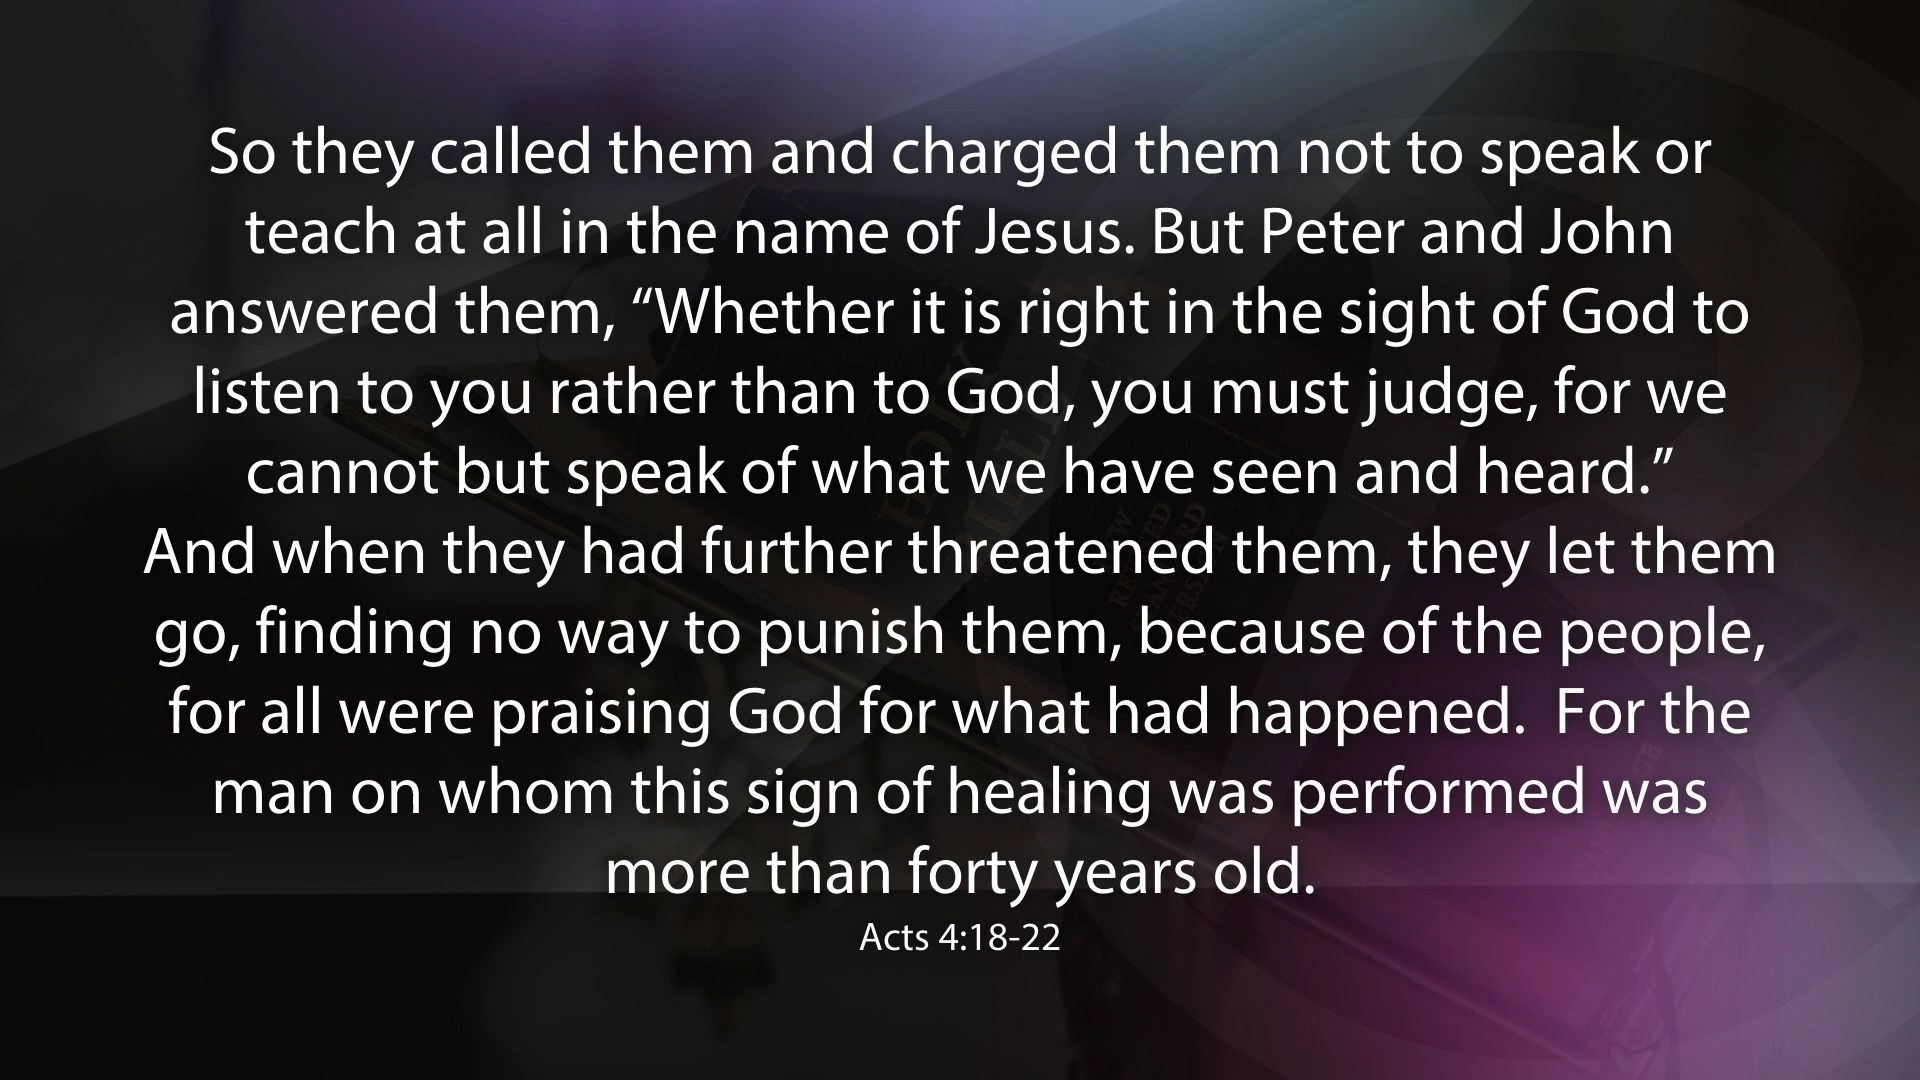 So they called them and charged them not to speak or
teach at all in the name of Jesus. But Peter and John
answered them, “Whether it is right in the sight of God to
listen to you rather than to God, you must judge, for we
cannot but speak of what we have seen and heard.”
And when they had further threatened them, they let them
go, finding no way to punish them, because of the people,
for all were praising God for what had happened.  For the
man on whom this sign of healing was performed was
more than forty years old.
Acts 4:18-22
HOLY